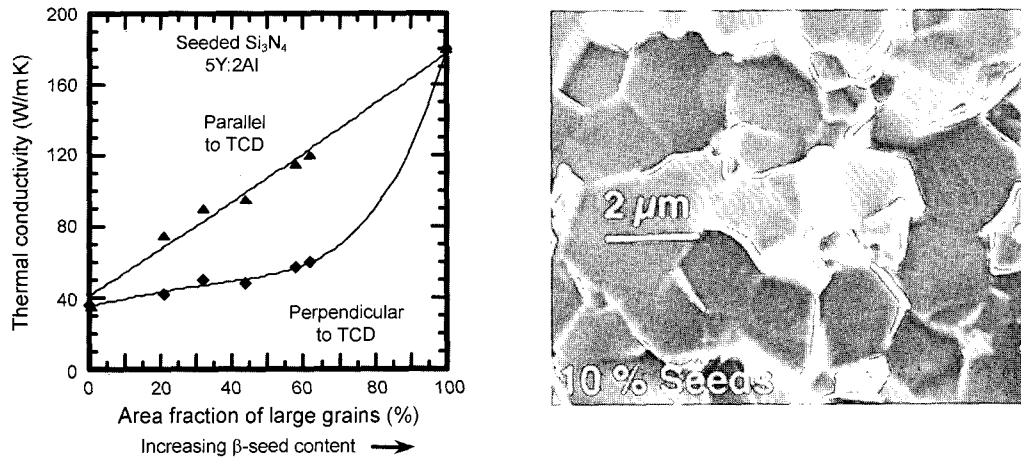 Thermal conductivity (W/mK)
200
160
120
80
40
0
Seeded Si₃N₄
5Y:2Al
Parallel
to TCD
Perpendicular
to TCD
0 20 40 60 80 100
Area fraction of large grains (%)
Increasing β-seed content →
2 μm
10 % Seeds